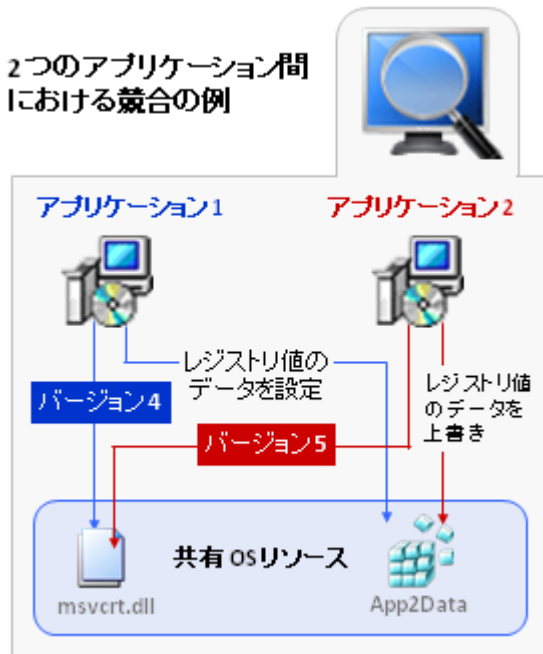 2つのアプリケーション間
における競合の例
アプリケーション1
アプリケーション2
レジストリ値の
データを設定
バージョン4
レジストリ値
のデータを
上書き
バージョン5
共有OSリソース
msvcrt.dll
App2Data